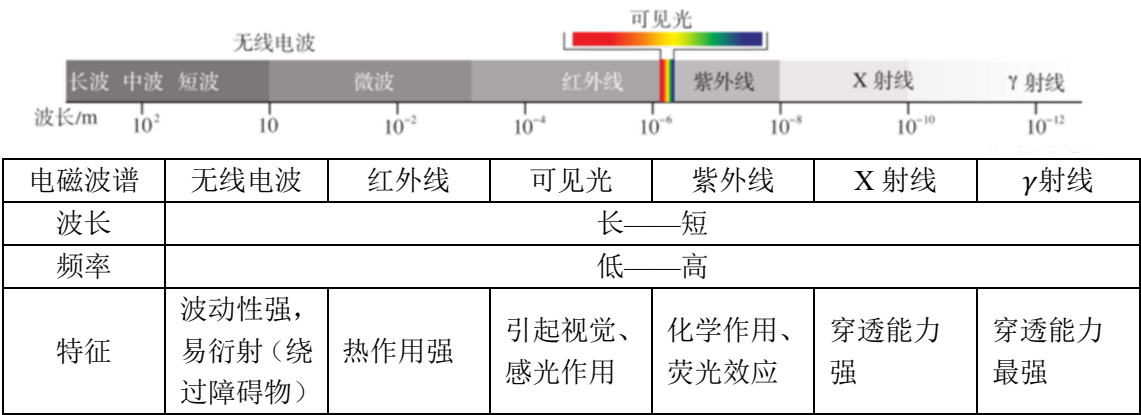 可见光
无线电波
长波 中波 短波 微波 红外线 紫外线 X 射线 γ 射线
波长/m 10² 10 10⁻² 10⁻⁴ 10⁻⁶ 10⁻⁸ 10⁻¹⁰ 10⁻¹²
电磁波谱 无线电波 红外线 可见光 紫外线 X 射线 γ射线
波长 长——短
频率 低——高
特征
波动性强，
易衍射（绕
过障碍物）
热作用强
引起视觉、
感光作用
化学作用、
荧光效应
穿透能力
强
穿透能力
最强